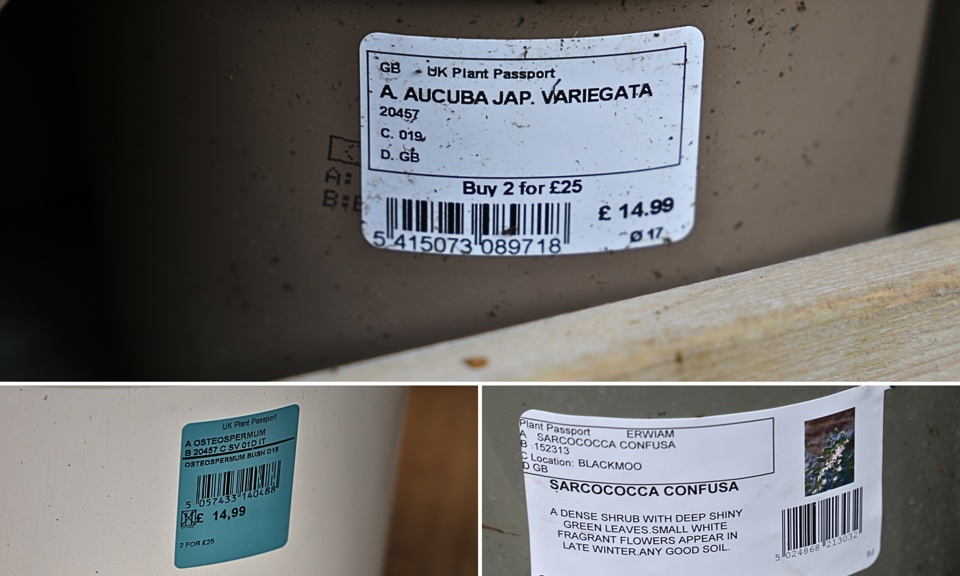 GB UK Plant Passport
A. AUCUBA JAP. VARIEGATA
20457
C. 019
D. GB
Buy 2 for £25
£ 14.99
5 415073 089718
Ø 17
A:
B:
UK Plant Passport
A OSTEOSPERMUM
B 20457 C SV 01D IT
OSTEOSPERMUM BUSH D19
5 057433 140488
£ 14,99
2 FOR £25
Plant Passport ERWIAM
A SARCOCOCCA CONFUSA
B 152313
C Location: BLACKMOO
D GB
SARCOCOCCA CONFUSA
A DENSE SHRUB WITH DEEP SHINY
GREEN LEAVES.SMALL WHITE
FRAGRANT FLOWERS APPEAR IN
LATE WINTER.ANY GOOD SOIL.
5 024868 213032